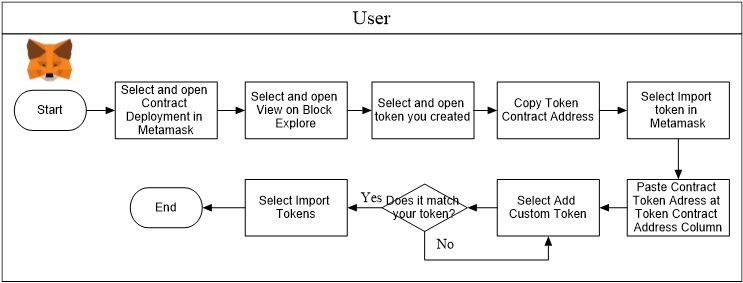 User
Start
Select and open
Contract
Deployment in
Metamask
Select and open
View on Block
Explore
Select and open
token you created
Copy Token
Contract Address
Select Import
token in
Metamask
Paste Contract
Token Adress at
Token Contract
Address Column
Select Add
Custom Token
Does it match
your token?
Yes
No
Select Import
Tokens
End